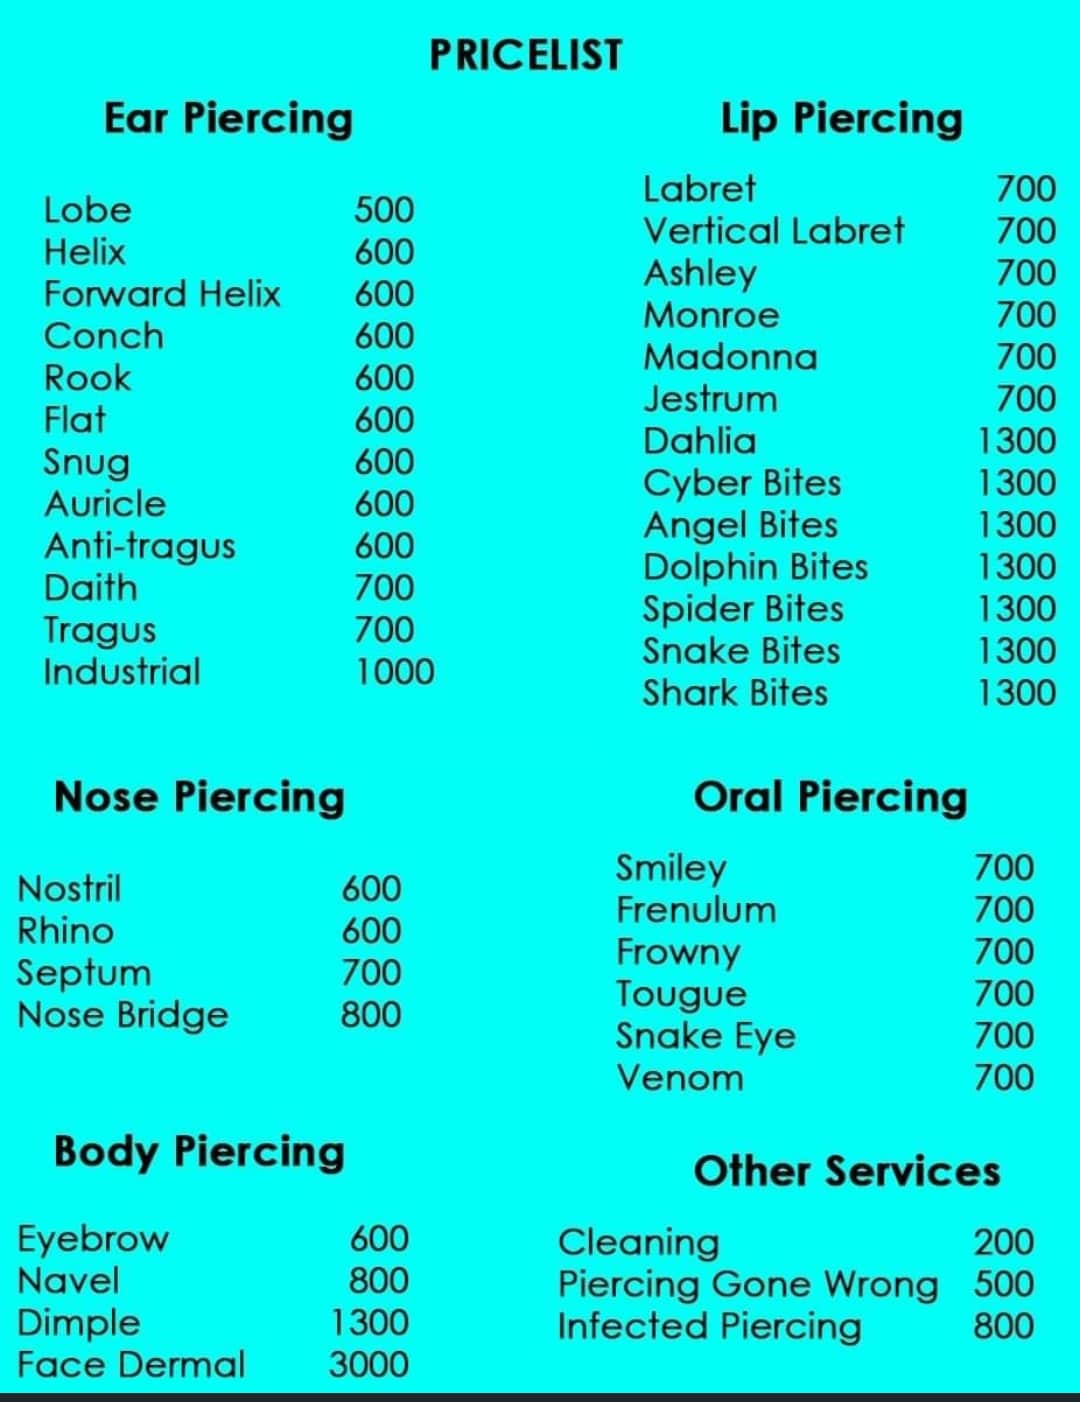 PRICELIST
Ear Piercing
Lobe 500
Helix 600
Forward Helix 600
Conch 600
Rook 600
Flat 600
Snug 600
Auricle 600
Anti-tragus 600
Daith 700
Tragus 700
Industrial 1000
Lip Piercing
Labret 700
Vertical Labret 700
Ashley 700
Monroe 700
Madonna 700
Jestrum 700
Dahlia 1300
Cyber Bites 1300
Angel Bites 1300
Dolphin Bites 1300
Spider Bites 1300
Snake Bites 1300
Shark Bites 1300
Nose Piercing
Nostril 600
Rhino 600
Septum 700
Nose Bridge 800
Oral Piercing
Smiley 700
Frenulum 700
Frowny 700
Tougue 700
Snake Eye 700
Venom 700
Body Piercing
Eyebrow 600
Navel 800
Dimple 1300
Face Dermal 3000
Other Services
Cleaning 200
Piercing Gone Wrong 500
Infected Piercing 800